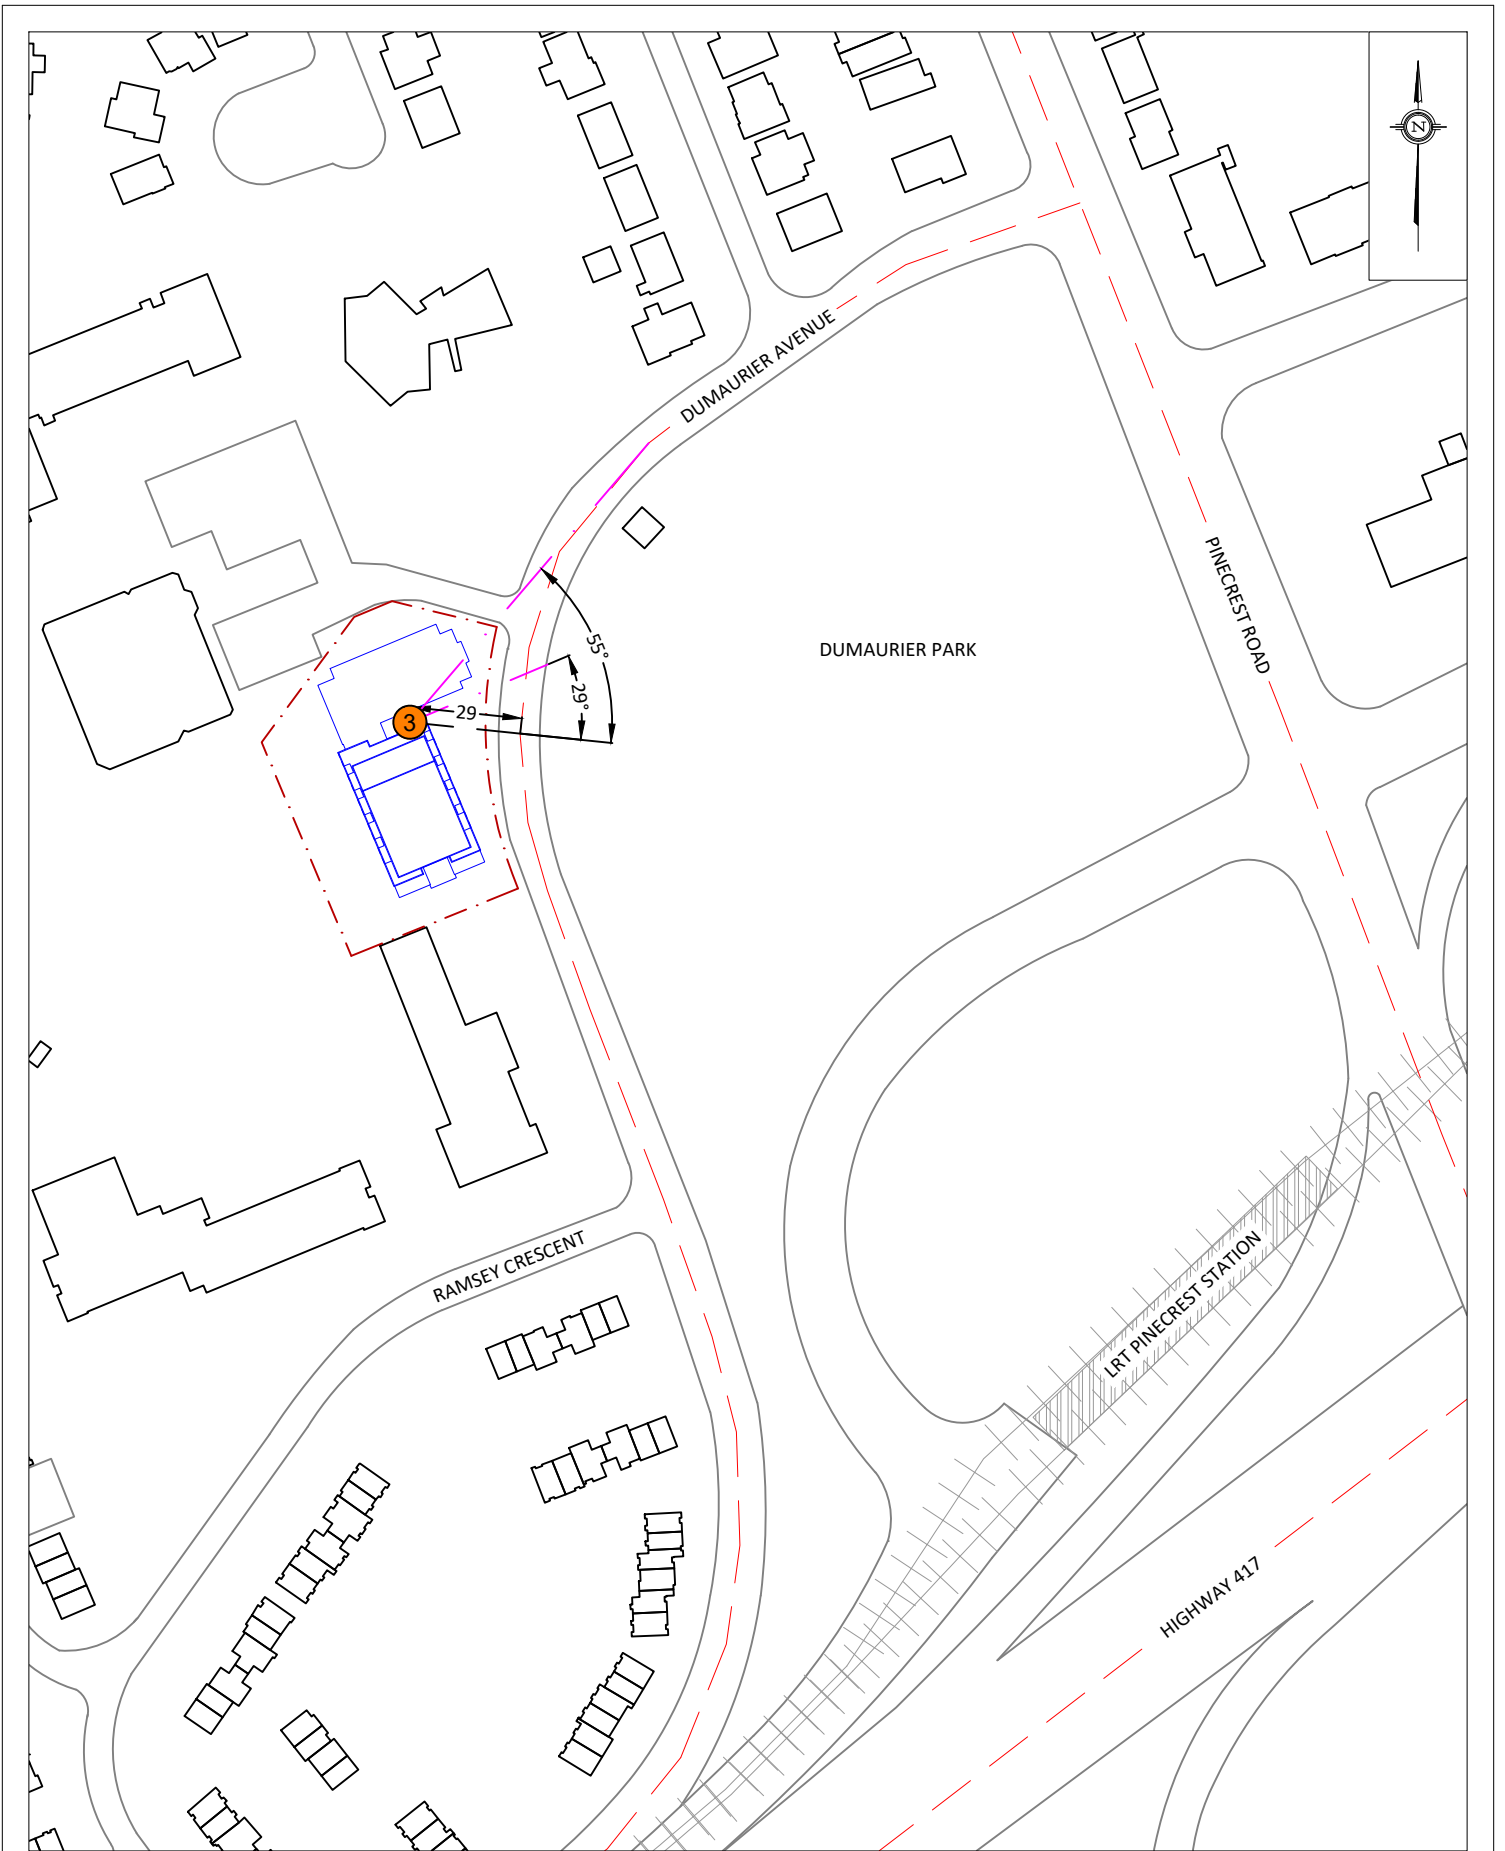 N
DUMAURIER AVENUE
PINECREST ROAD
DUMAURIER PARK
55°
29°
29
3
RAMSEY CRESCENT
LRT PINECREST STATION
HIGHWAY 417